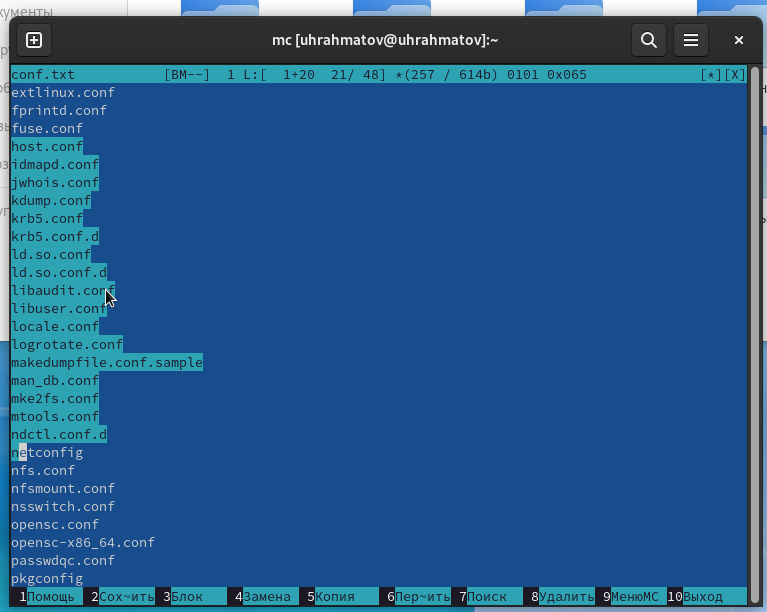 mc [uhrahmatov@uhrahmatov]:~
conf.txt [BM--] 1 L:[ 1+20 21/ 48] *(257 / 614b) 0101 0x065 [*][X]
extlinux.conf
fprintd.conf
fuse.conf
host.conf
idmapd.conf
jwhois.conf
kdump.conf
krb5.conf
krb5.conf.d
ld.so.conf
ld.so.conf.d
libaudit.conf
libuser.conf
locale.conf
logrotate.conf
makedumpfile.conf.sample
man_db.conf
mke2fs.conf
mtools.conf
ndctl.conf.d
netconfig
nfs.conf
nfsmount.conf
nsswitch.conf
opensc.conf
opensc-x86_64.conf
passwdqc.conf
pkgconfig
1Помощь 2Сох~ить 3Блок 4Замена 5Копия 6Пер~ить 7Поиск 8Удалить 9МенюMC 10Выход